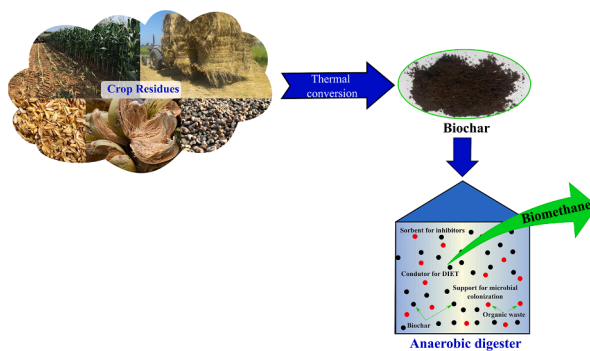 Crop Residues
Thermal
conversion
Biochar
Biomethane
Sorbent for inhibitors
Condutor for DIET
Support for microbial
colonization
Biochar
Organic waste
Anaerobic digester